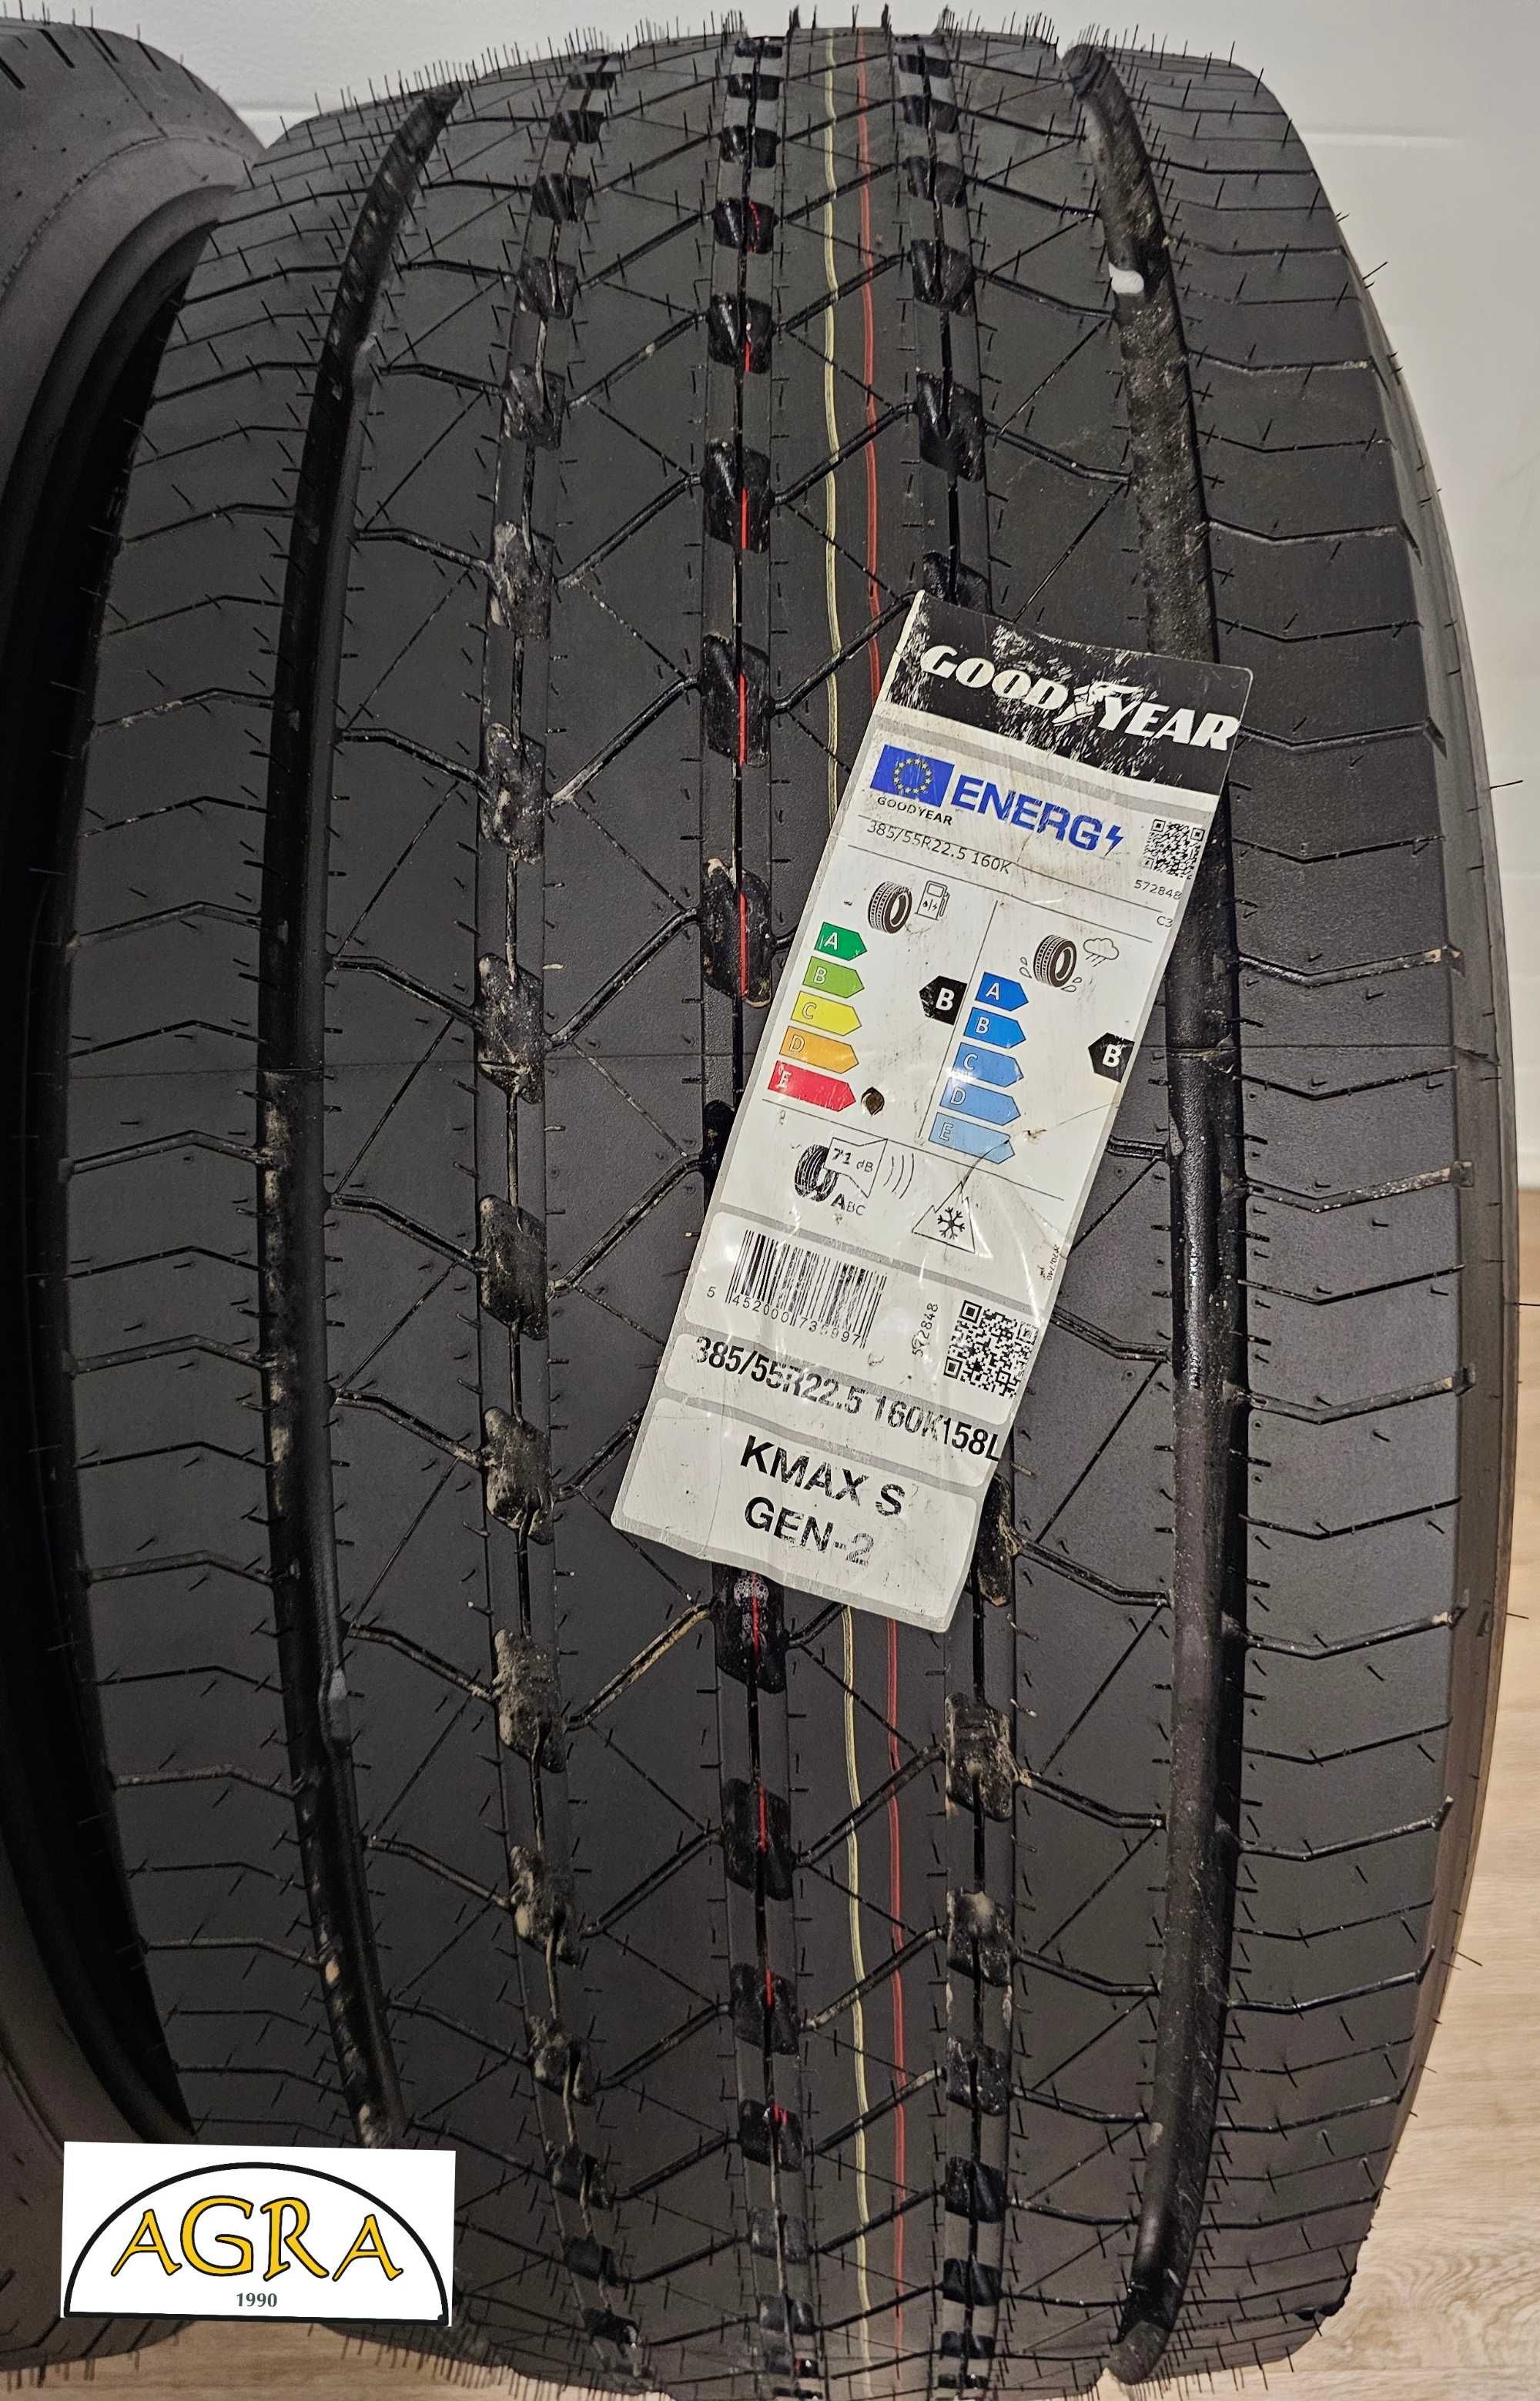 GOODYEAR
ENERG
GOODYEAR
385/55R22.5 160K
572848
C3
A
B
C
D
E
B
A
B
C
D
E
B
71 dB
ABC
572848
385/55R22.5 160K158L
KMAX S
GEN-2
AGRA
1990